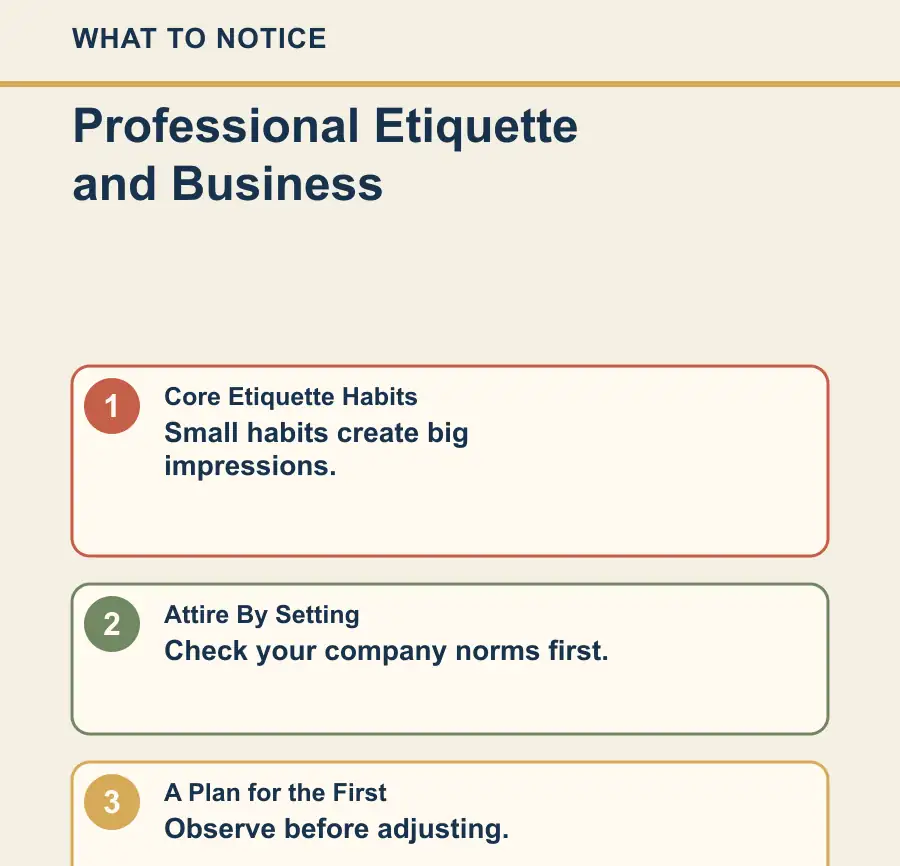 WHAT TO NOTICE
Professional Etiquette
and Business
1
Core Etiquette Habits
Small habits create big
impressions.
2
Attire By Setting
Check your company norms first.
3
A Plan for the First
Observe before adjusting.